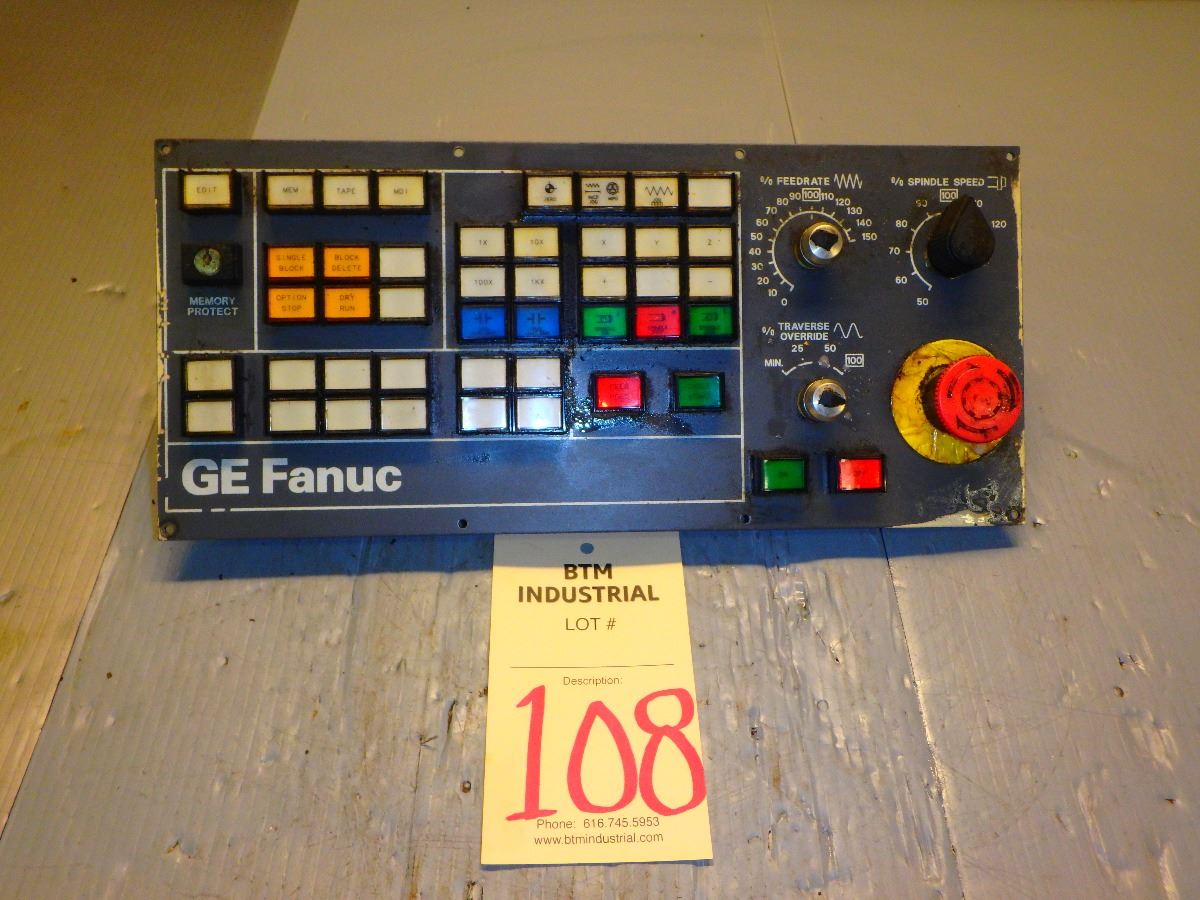 EDIT
MEM
TAPE
MDI
ZERO
MEMORY
PROTECT
SINGLE
BLOCK
BLOCK
DELETE
OPTION
STOP
DRY
RUN
1X
10X
100X
1KX
X
Y
Z
+
-
% FEEDRATE
0
10
20
30
40
50
60
70
80
90
100
110
120
130
140
150
% SPINDLE SPEED
50
60
70
80
90
100
120
% TRAVERSE
OVERRIDE
MIN.
25
50
100
GE Fanuc
BTM
INDUSTRIAL
LOT #
Description:
108
Phone: 616.745.5953
www.btmindustrial.com